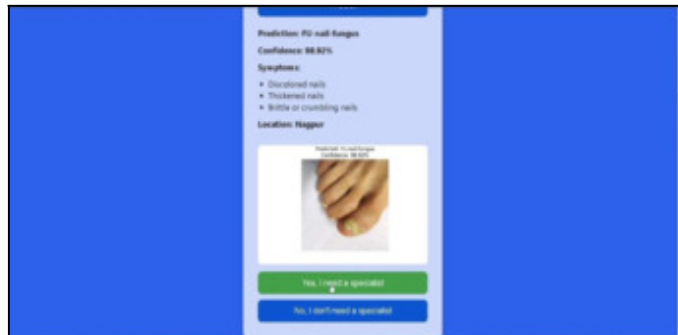 Prediction: FU-nail-fungus
Confidence: 98.92%
Symptoms:
Discolored nails
Thickened nails
Brittle or crumbling nails
Location: Nagpur
Yes, I need a specialist
No, I don't need a specialist